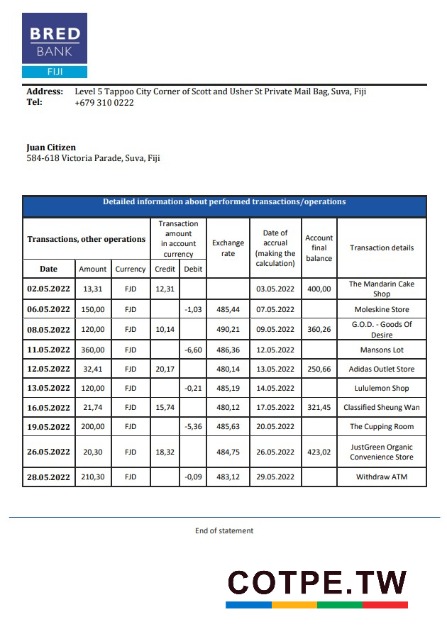 BRED
BANK
FIJI
Address: Level 5 Tappoo City Corner of Scott and Usher St Private Mail Bag, Suva, Fiji
Tel: +679 310 0222
Juan Citizen
584-618 Victoria Parade, Suva, Fiji
Detailed information about performed transactions/operations
Transactions, other operations
Transaction
amount
in account
currency
Exchange
rate
Date of
accrual
(making the
calculation)
Account
final
balance
Transaction details
Date Amount Currency Credit Debit
02.05.2022 13,31 FJD 12,31 03.05.2022 400,00 The Mandarin Cake
Shop
06.05.2022 150,00 FJD -1,03 485,44 07.05.2022 Moleskine Store
08.05.2022 120,00 FJD 10,14 490,21 09.05.2022 360,26 G.O.D. - Goods Of
Desire
11.05.2022 360,00 FJD -6,60 486,36 12.05.2022 Mansons Lot
12.05.2022 32,41 FJD 20,17 480,14 13.05.2022 250,66 Adidas Outlet Store
13.05.2022 120,00 FJD -0,21 485,19 14.05.2022 Lululemon Shop
16.05.2022 21,74 FJD 15,74 480,12 17.05.2022 321,45 Classified Sheung Wan
19.05.2022 200,00 FJD -5,36 485,63 20.05.2022 The Cupping Room
26.05.2022 20,30 FJD 18,32 484,75 26.05.2022 423,02 JustGreen Organic
Convenience Store
28.05.2022 210,30 FJD -0,09 483,12 29.05.2022 Withdraw ATM
End of statement
COTPE.TW